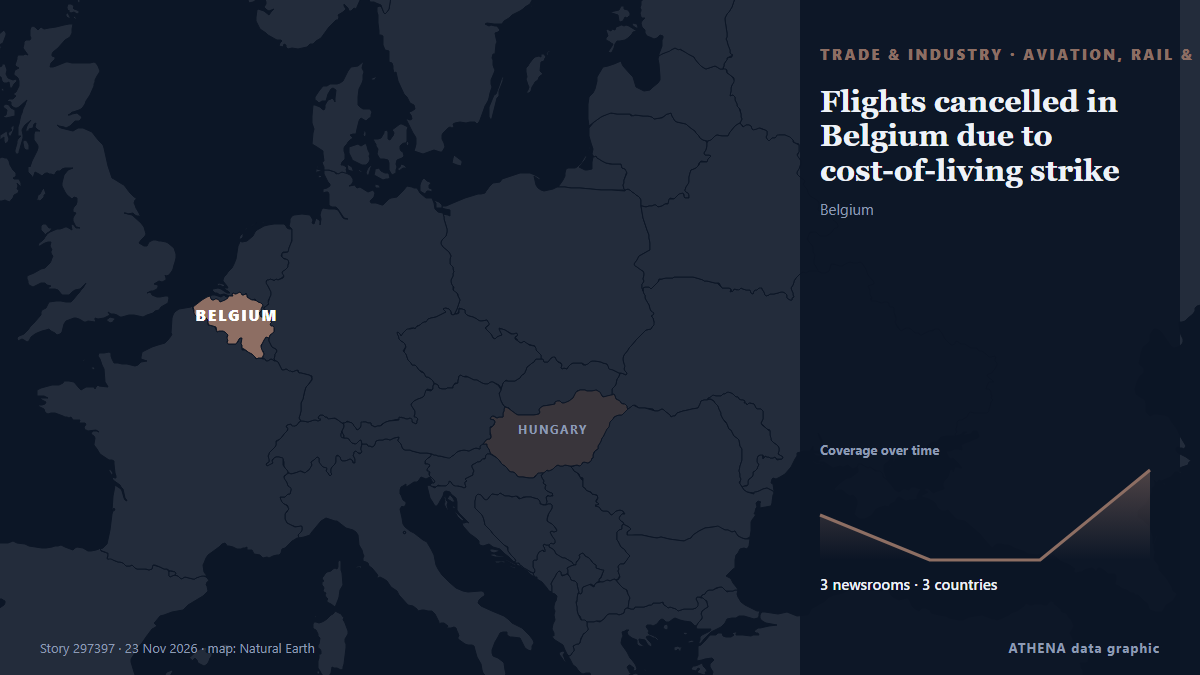 TRADE & INDUSTRY · AVIATION, RAIL &
Flights cancelled in
Belgium due to
cost-of-living strike
Belgium
BELGIUM
HUNGARY
Coverage over time
3 newsrooms · 3 countries
Story 297397 · 23 Nov 2026 · map: Natural Earth
ATHENA data graphic